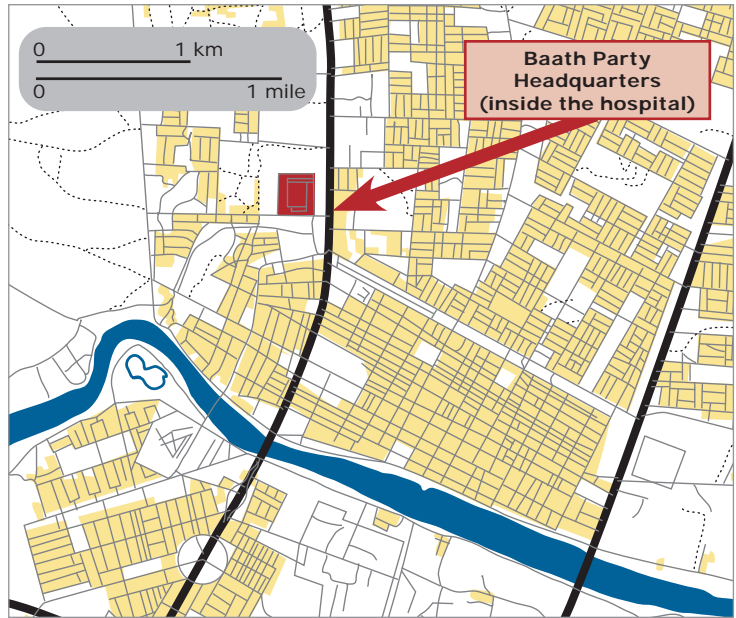 0 1 km
0 1 mile
Baath Party
Headquarters
(inside the hospital)